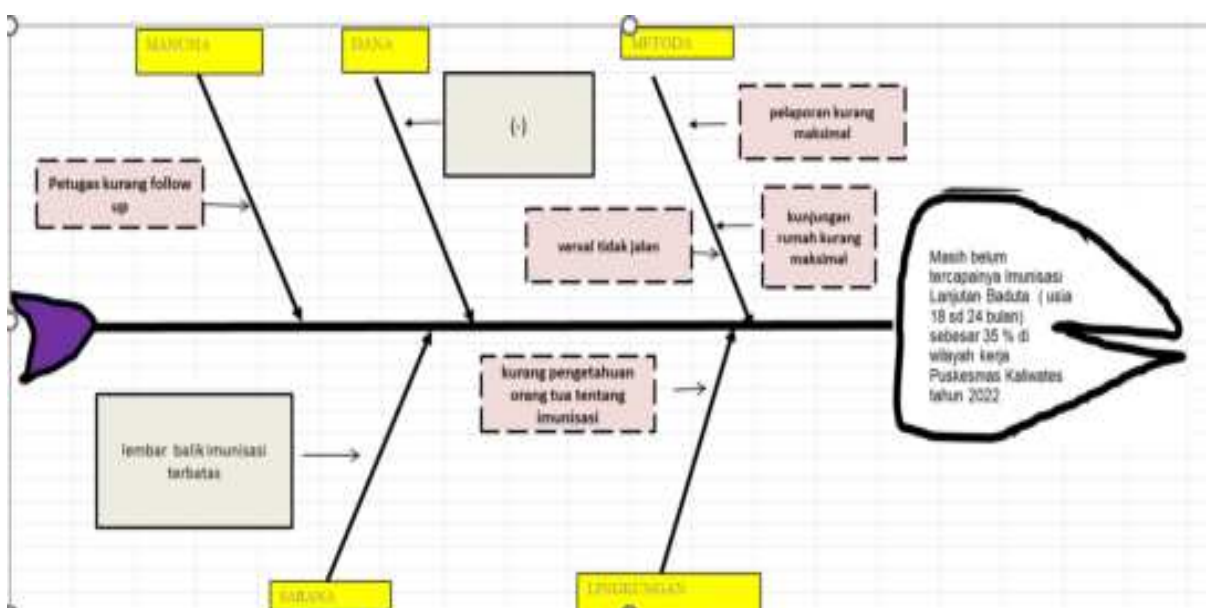 MANUSIA
DANA
METODA
(-)
pelaporan kurang
maksimal
Petugas kurang follow
up
verval tidak jalan
kunjungan
rumah kurang
maksimal
Masih belum
tercapainya Imunisasi
Lanjutan Baduta ( usia
18 sd 24 bulan)
sebesar 35 % di
wilayah kerja
Puskesmas Kaliwates
tahun 2022
kurang pengetahuan
orang tua tentang
imunisasi
lembar balik imunisasi
terbatas
SARANA
LINGKUNGAN